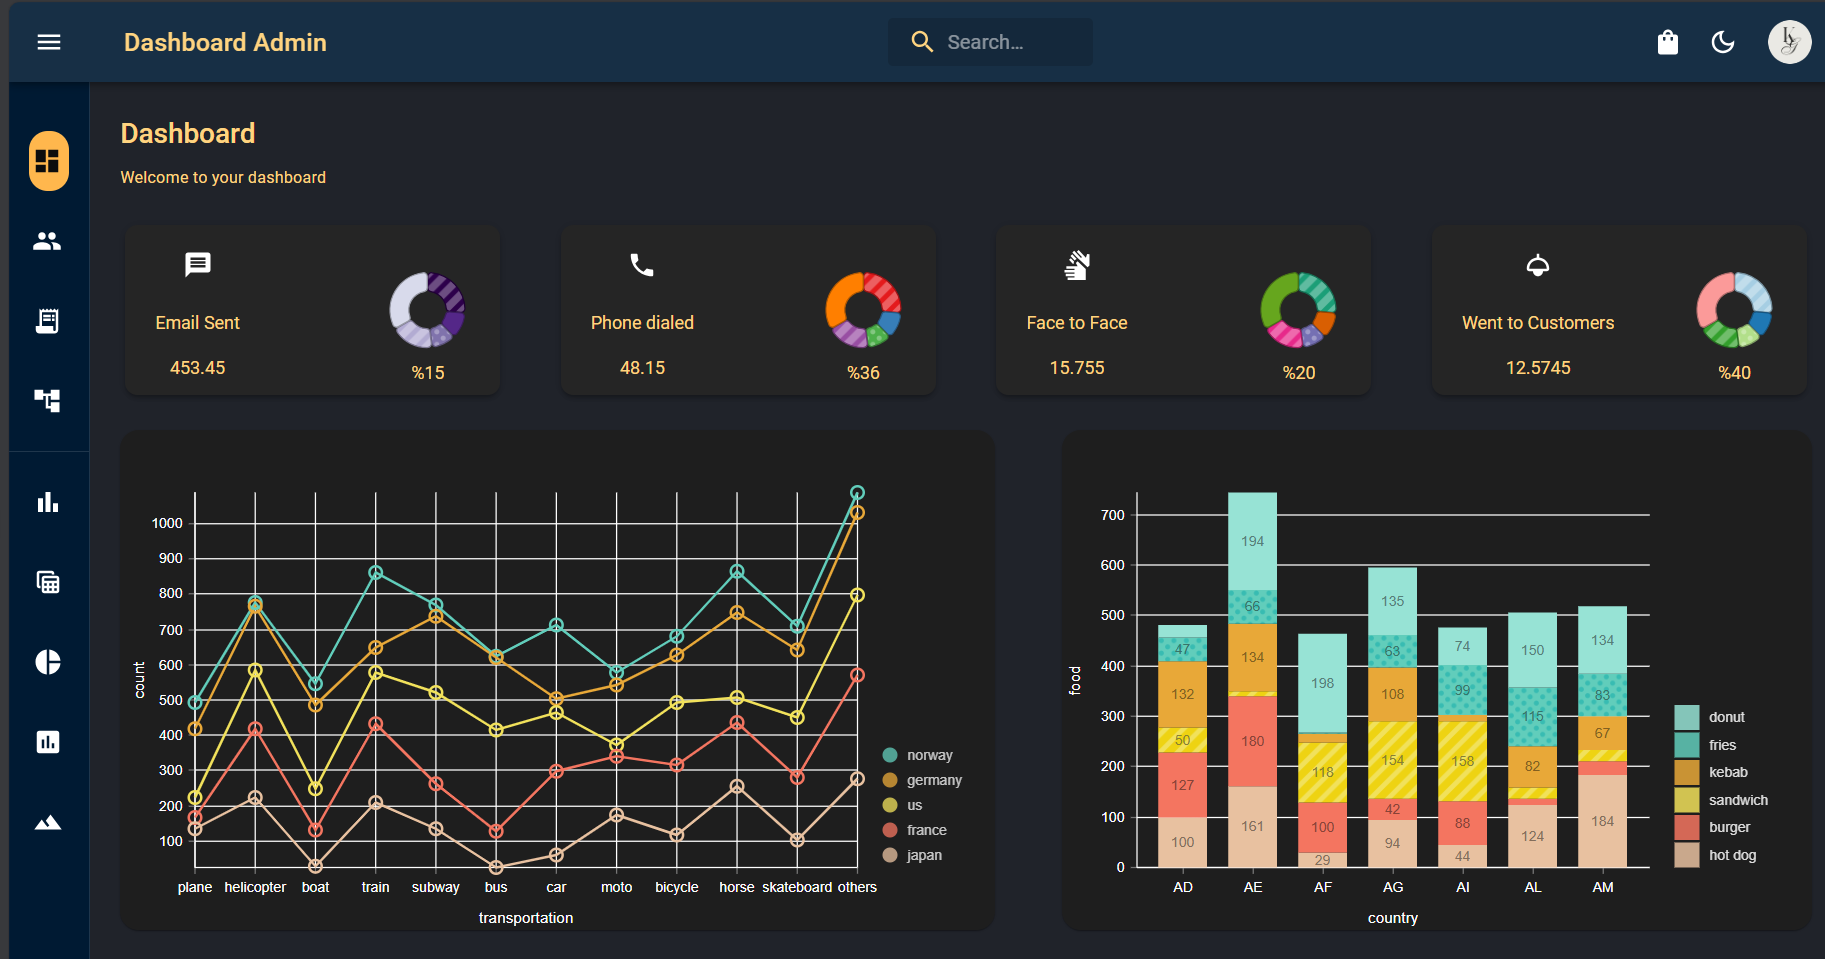 Dashboard Admin
Search…
Dashboard
Welcome to your dashboard
Email Sent
453.45
%15
Phone dialed
48.15
%36
Face to Face
15.755
%20
Went to Customers
12.5745
%40
1000
900
800
700
600
500
400
300
200
100
count
plane helicopter boat train subway bus car moto bicycle horse skateboard others
transportation
norway
germany
us
france
japan
700
600
500
400
300
200
100
0
food
47
132
50
127
100
194
66
134
180
161
198
118
100
29
135
63
108
154
42
94
74
99
158
88
44
150
115
82
124
134
83
67
184
AD AE AF AG AI AL AM
country
donut
fries
kebab
sandwich
burger
hot dog